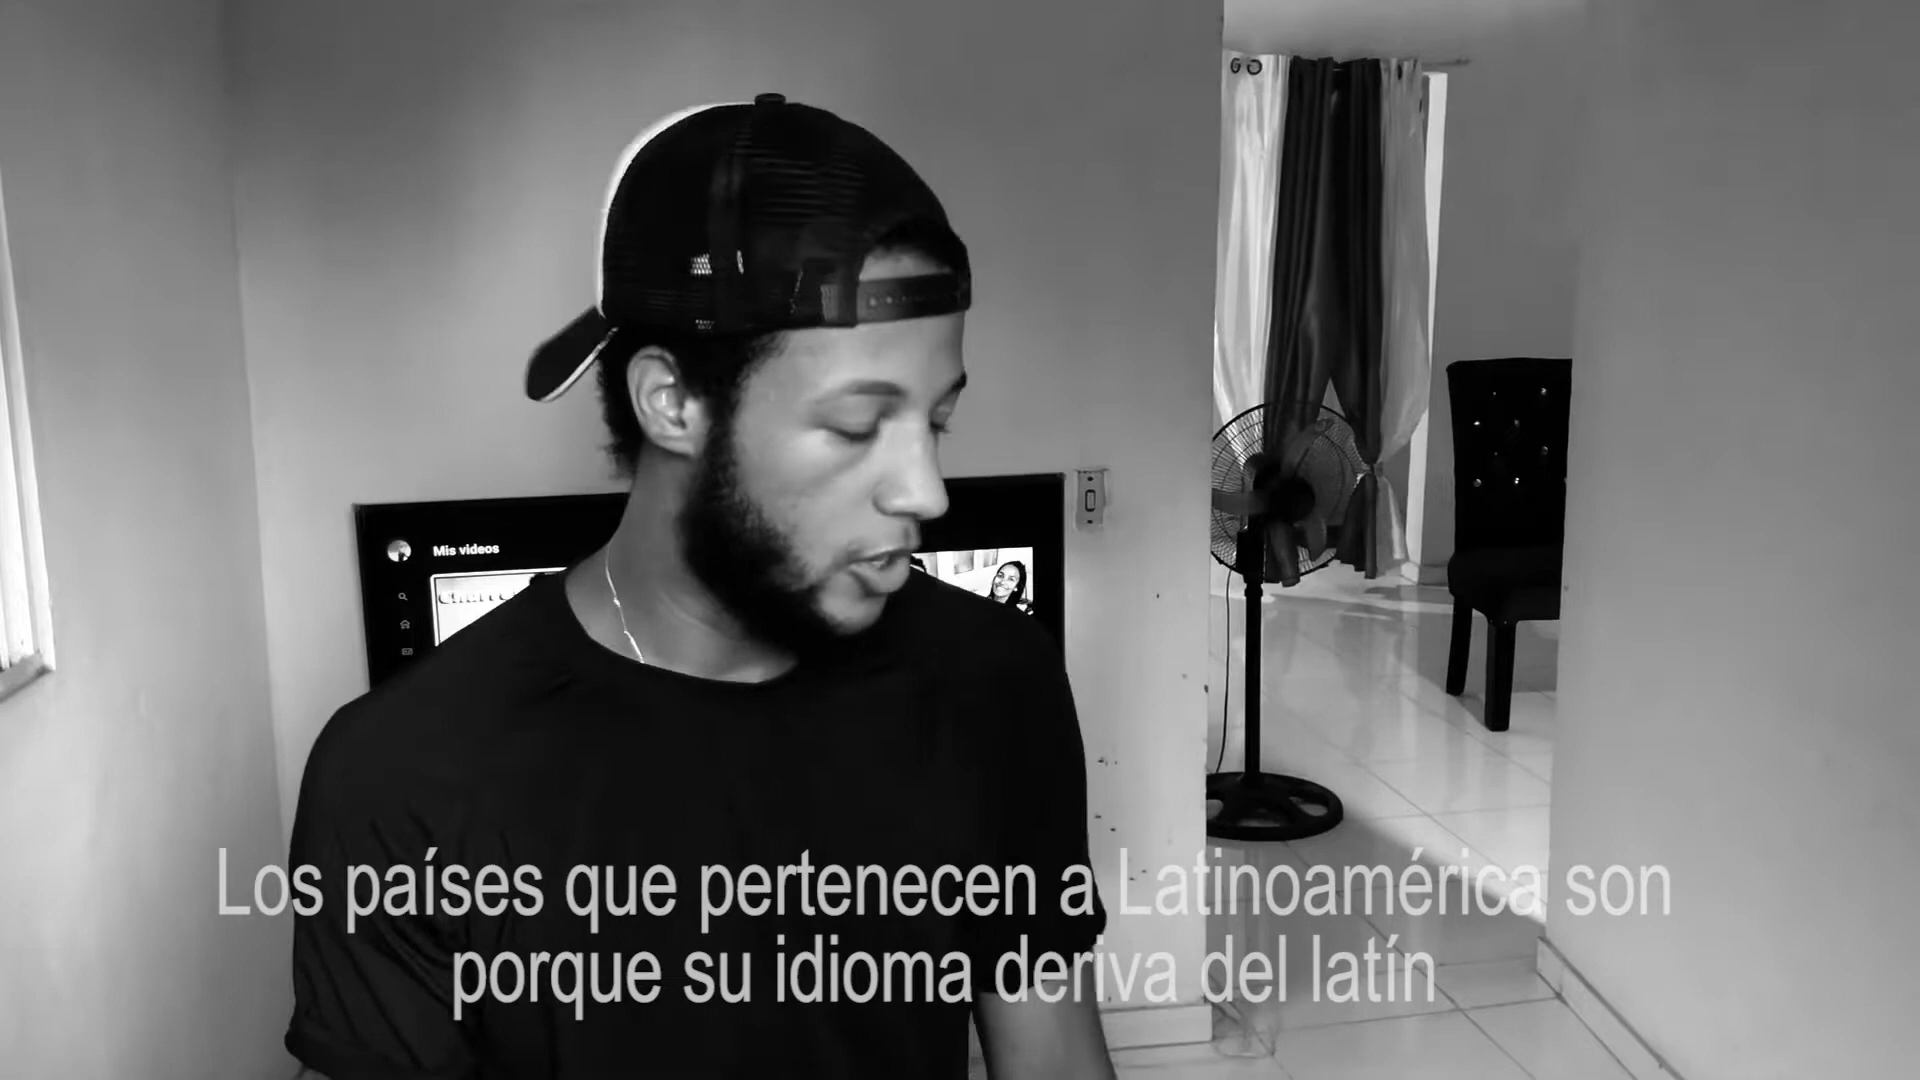 Mis videos
Los países que pertenecen a Latinoamérica son
porque su idioma deriva del latín